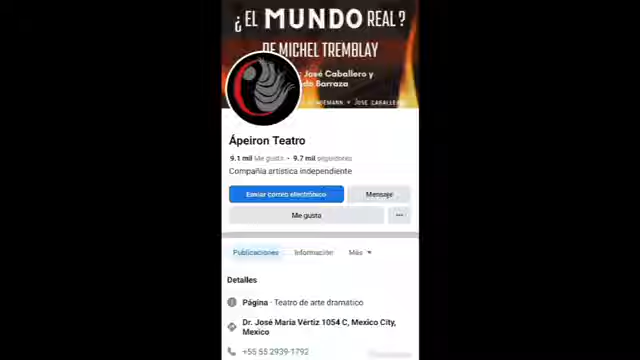 ¿EL MUNDO REAL?
DE MICHEL TREMBLAY
José Caballero y
Barraza
Ápeiron Teatro
9.1 mil Me gusta • 9.7 mil seguidores
Compañía artística independiente
Enviar correo electrónico
Mensaje
Me gusta
...
Publicaciones
Información
Más
Detalles
Página · Teatro de arte dramatico
Dr. José María Vértiz 1054 C, Mexico City,
Mexico
+55 55 2939-1792